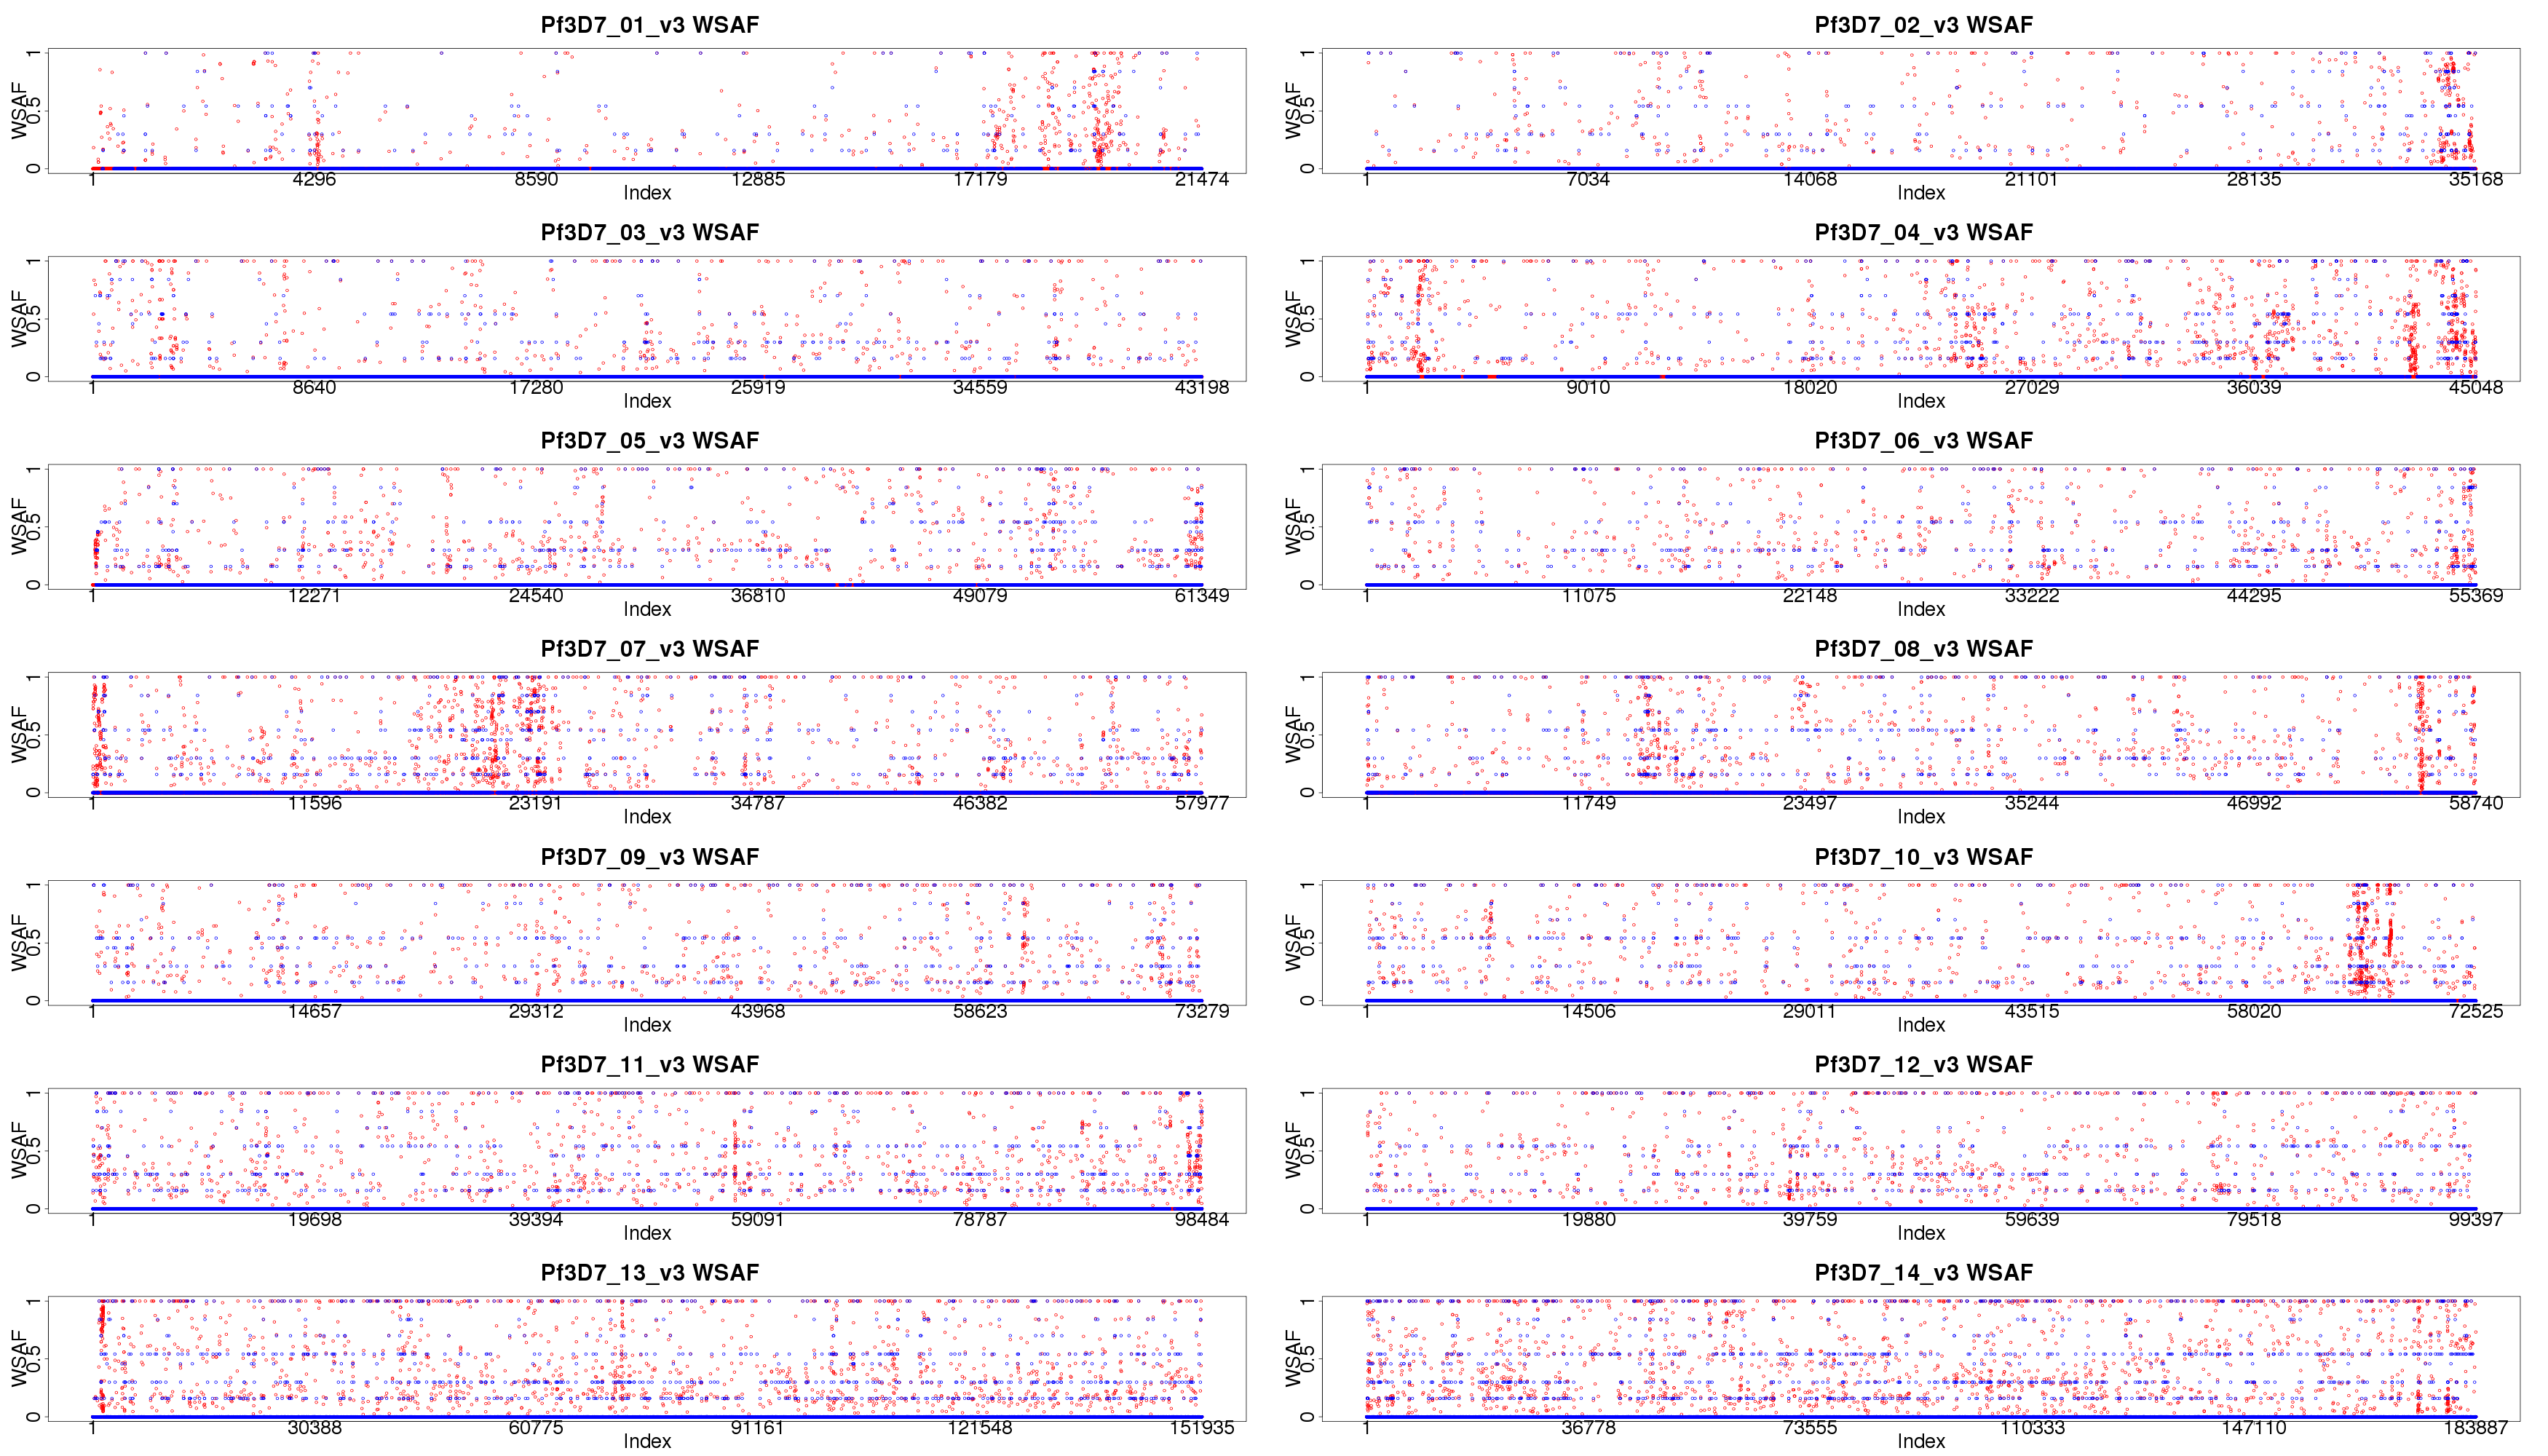 Pf3D7_01_v3 WSAF
WSAF
0 0.5 1
1 4296 8590 12885 17179 21474
Index
Pf3D7_02_v3 WSAF
WSAF
0 0.5 1
1 7034 14068 21101 28135 35168
Index
Pf3D7_03_v3 WSAF
WSAF
0 0.5 1
1 8640 17280 25919 34559 43198
Index
Pf3D7_04_v3 WSAF
WSAF
0 0.5 1
1 9010 18020 27029 36039 45048
Index
Pf3D7_05_v3 WSAF
WSAF
0 0.5 1
1 12271 24540 36810 49079 61349
Index
Pf3D7_06_v3 WSAF
WSAF
0 0.5 1
1 11075 22148 33222 44295 55369
Index
Pf3D7_07_v3 WSAF
WSAF
0 0.5 1
1 11596 23191 34787 46382 57977
Index
Pf3D7_08_v3 WSAF
WSAF
0 0.5 1
1 11749 23497 35244 46992 58740
Index
Pf3D7_09_v3 WSAF
WSAF
0 0.5 1
1 14657 29312 43968 58623 73279
Index
Pf3D7_10_v3 WSAF
WSAF
0 0.5 1
1 14506 29011 43515 58020 72525
Index
Pf3D7_11_v3 WSAF
WSAF
0 0.5 1
1 19698 39394 59091 78787 98484
Index
Pf3D7_12_v3 WSAF
WSAF
0 0.5 1
1 19880 39759 59639 79518 99397
Index
Pf3D7_13_v3 WSAF
WSAF
0 0.5 1
1 30388 60775 91161 121548 151935
Index
Pf3D7_14_v3 WSAF
WSAF
0 0.5 1
1 36778 73555 110333 147110 183887
Index